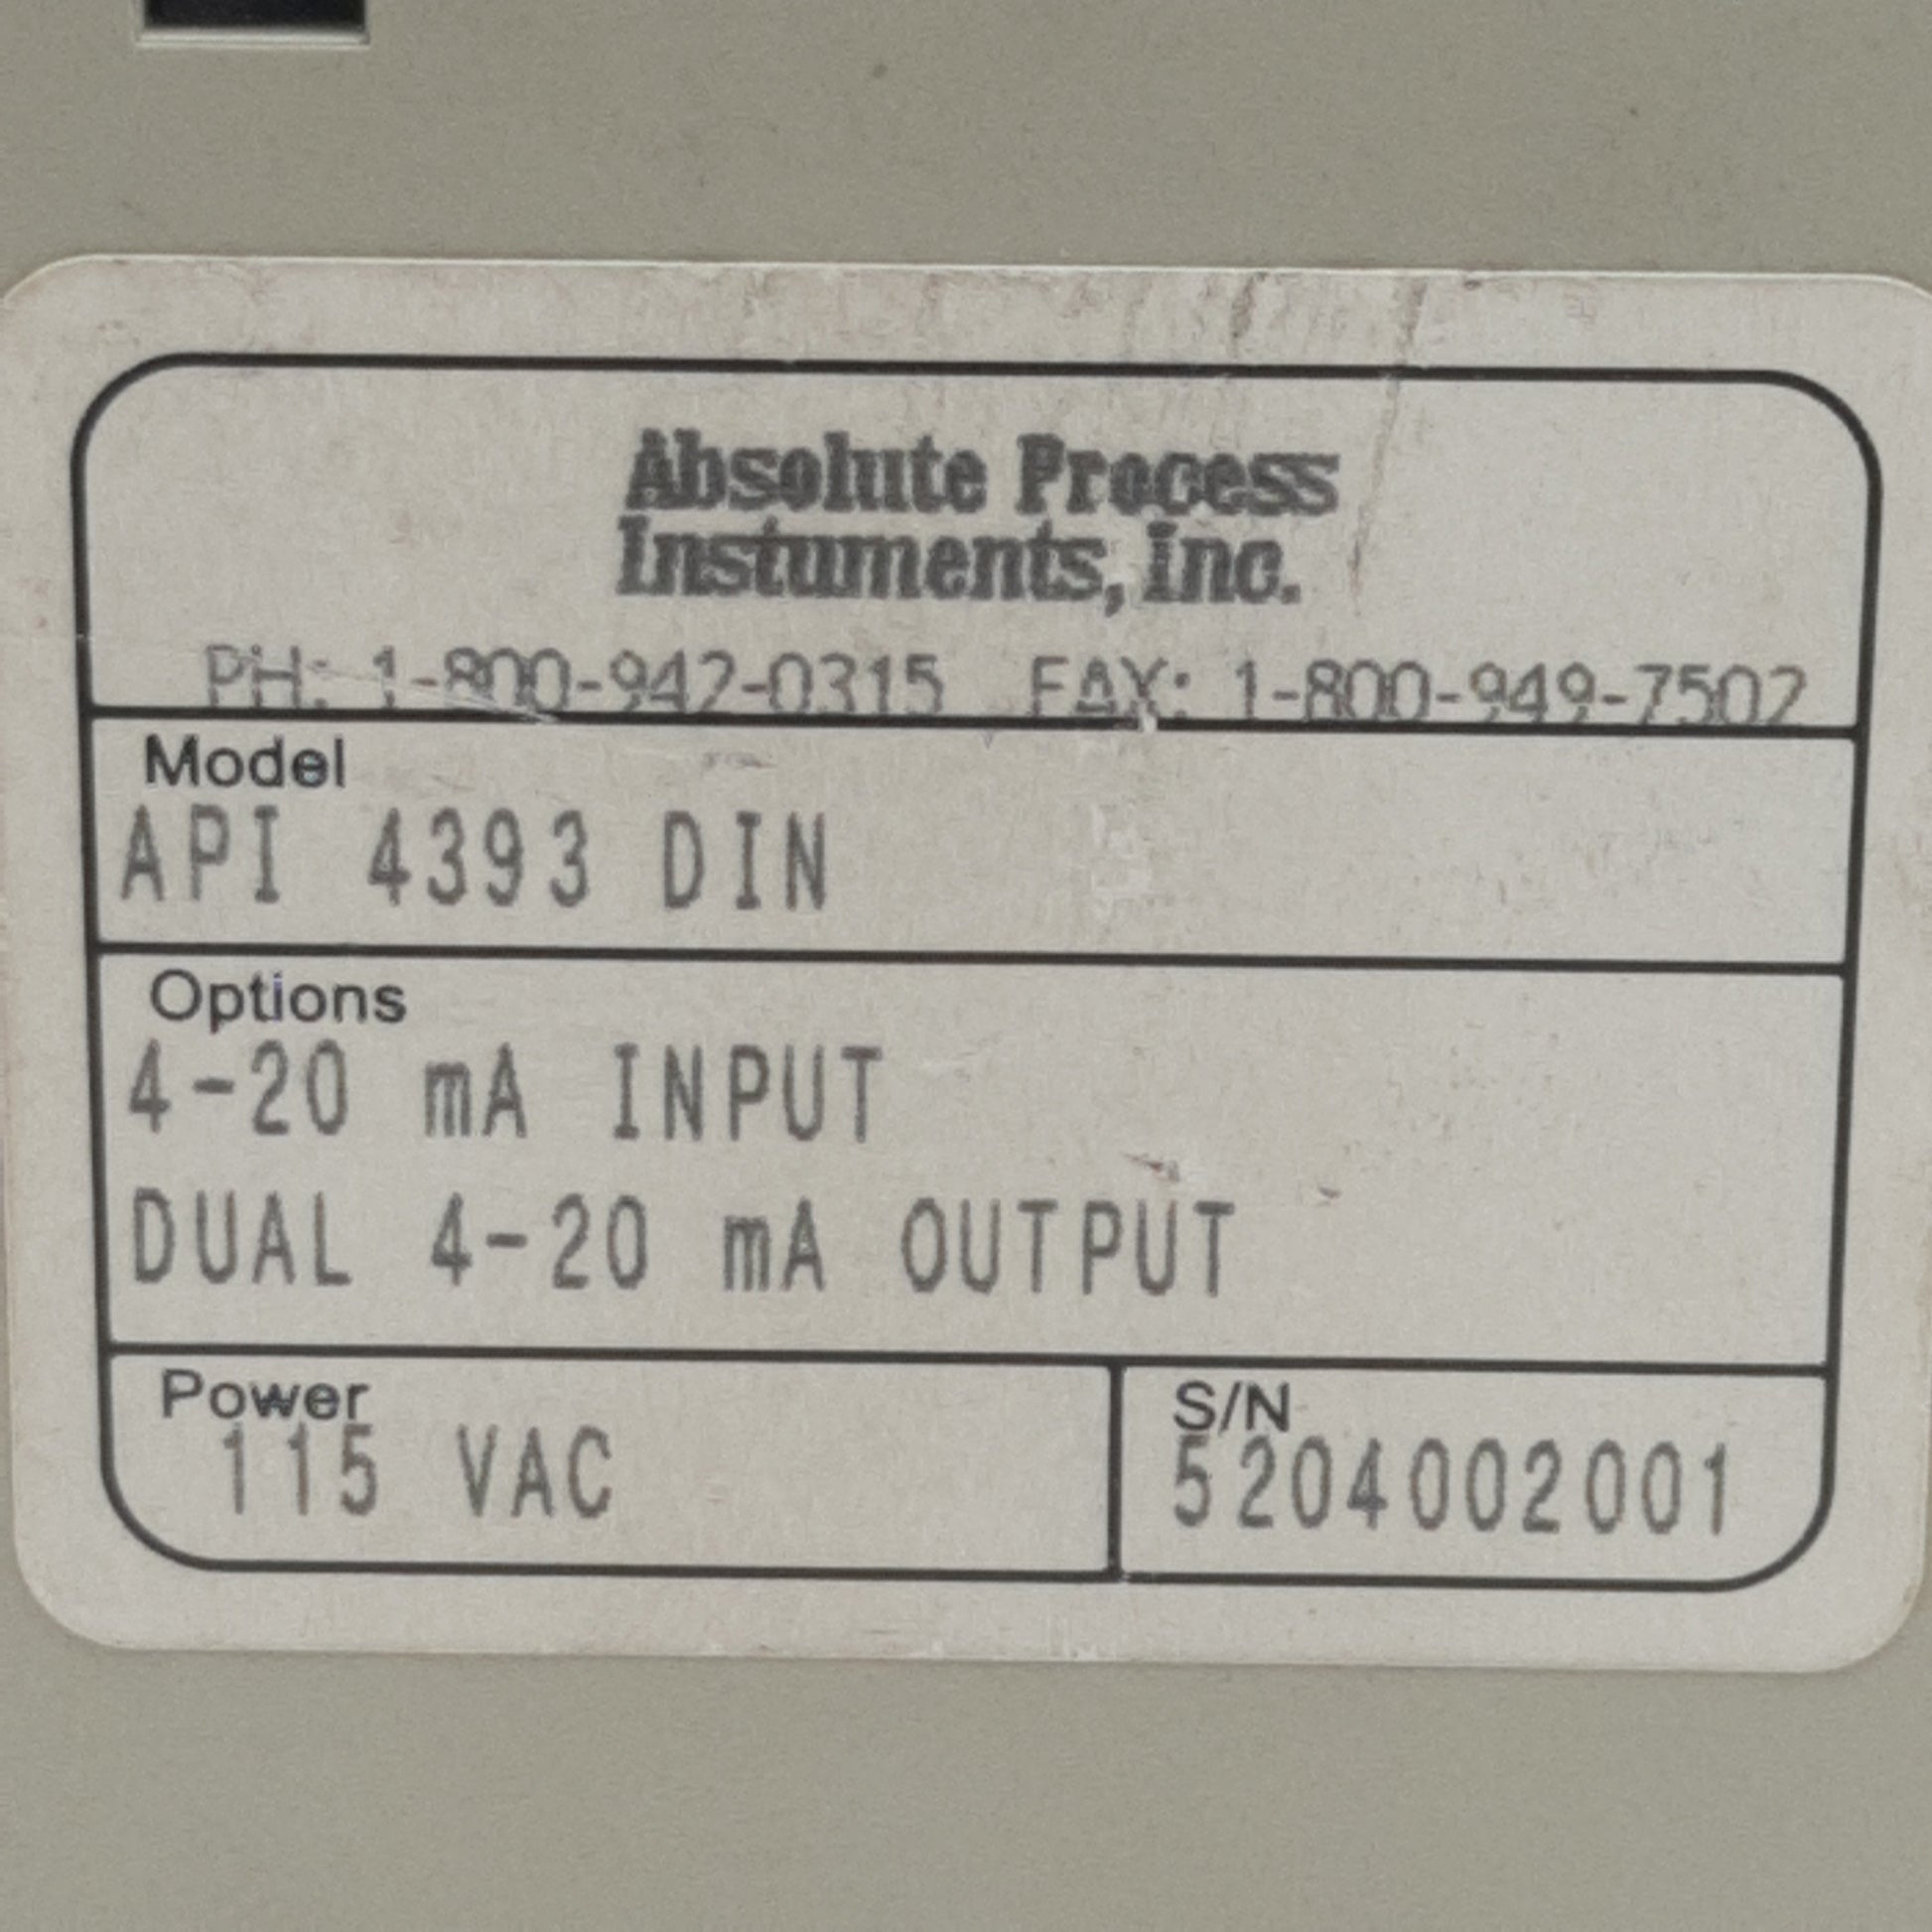 Absolute Process
Instuments, Inc.
PH: 1-800-942-0315 FAX: 1-800-949-7502
Model
API 4393 DIN
Options
4-20 mA INPUT
DUAL 4-20 mA OUTPUT
Power
115 VAC
S/N
5204002001